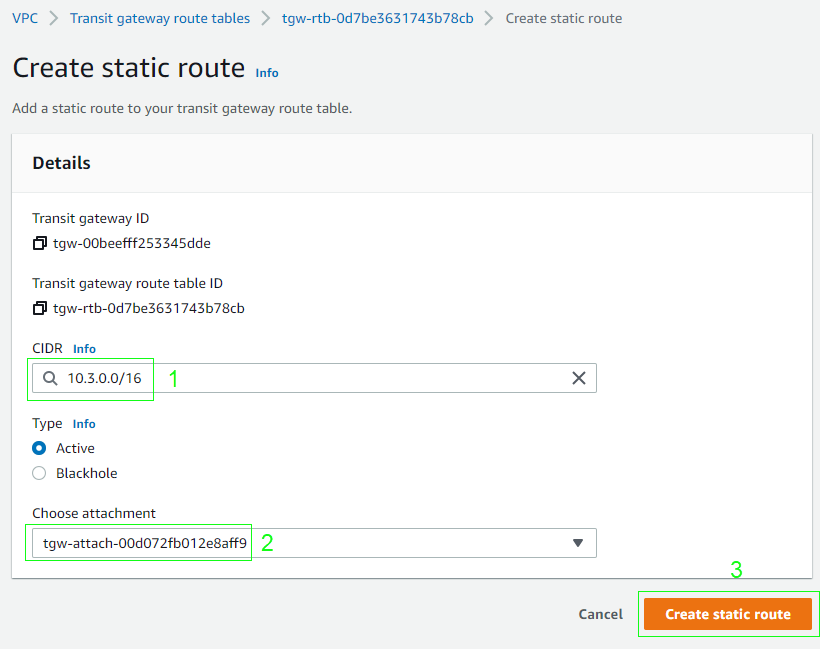 VPC > Transit gateway route tables > tgw-rtb-0d7be3631743b78cb > Create static route
Create static route Info
Add a static route to your transit gateway route table.
Details
Transit gateway ID
tgw-00beefff253345dde
Transit gateway route table ID
tgw-rtb-0d7be3631743b78cb
CIDR Info
10.3.0.0/16 1
Type Info
Active
Blackhole
Choose attachment
tgw-attach-00d072fb012e8aff9 2
3
Cancel Create static route